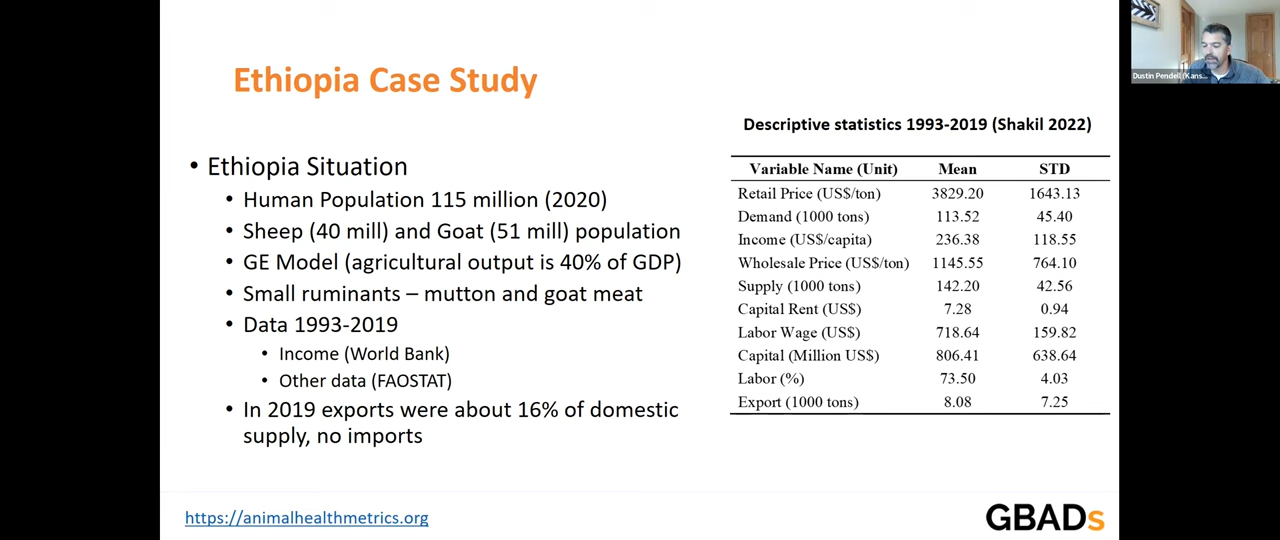 Ethiopia Case Study
• Ethiopia Situation
• Human Population 115 million (2020)
• Sheep (40 mill) and Goat (51 mill) population
• GE Model (agricultural output is 40% of GDP)
• Small ruminants – mutton and goat meat
• Data 1993-2019
• Income (World Bank)
• Other data (FAOSTAT)
• In 2019 exports were about 16% of domestic
supply, no imports
Descriptive statistics 1993-2019 (Shakil 2022)
Variable Name (Unit) Mean STD
Retail Price (US$/ton) 3829.20 1643.13
Demand (1000 tons) 113.52 45.40
Income (US$/capita) 236.38 118.55
Wholesale Price (US$/ton) 1145.55 764.10
Supply (1000 tons) 142.20 42.56
Capital Rent (US$) 7.28 0.94
Labor Wage (US$) 718.64 159.82
Capital (Million US$) 806.41 638.64
Labor (%) 73.50 4.03
Export (1000 tons) 8.08 7.25
https://animalhealthmetrics.org
GBADs
Dustin Pendell (Kans...